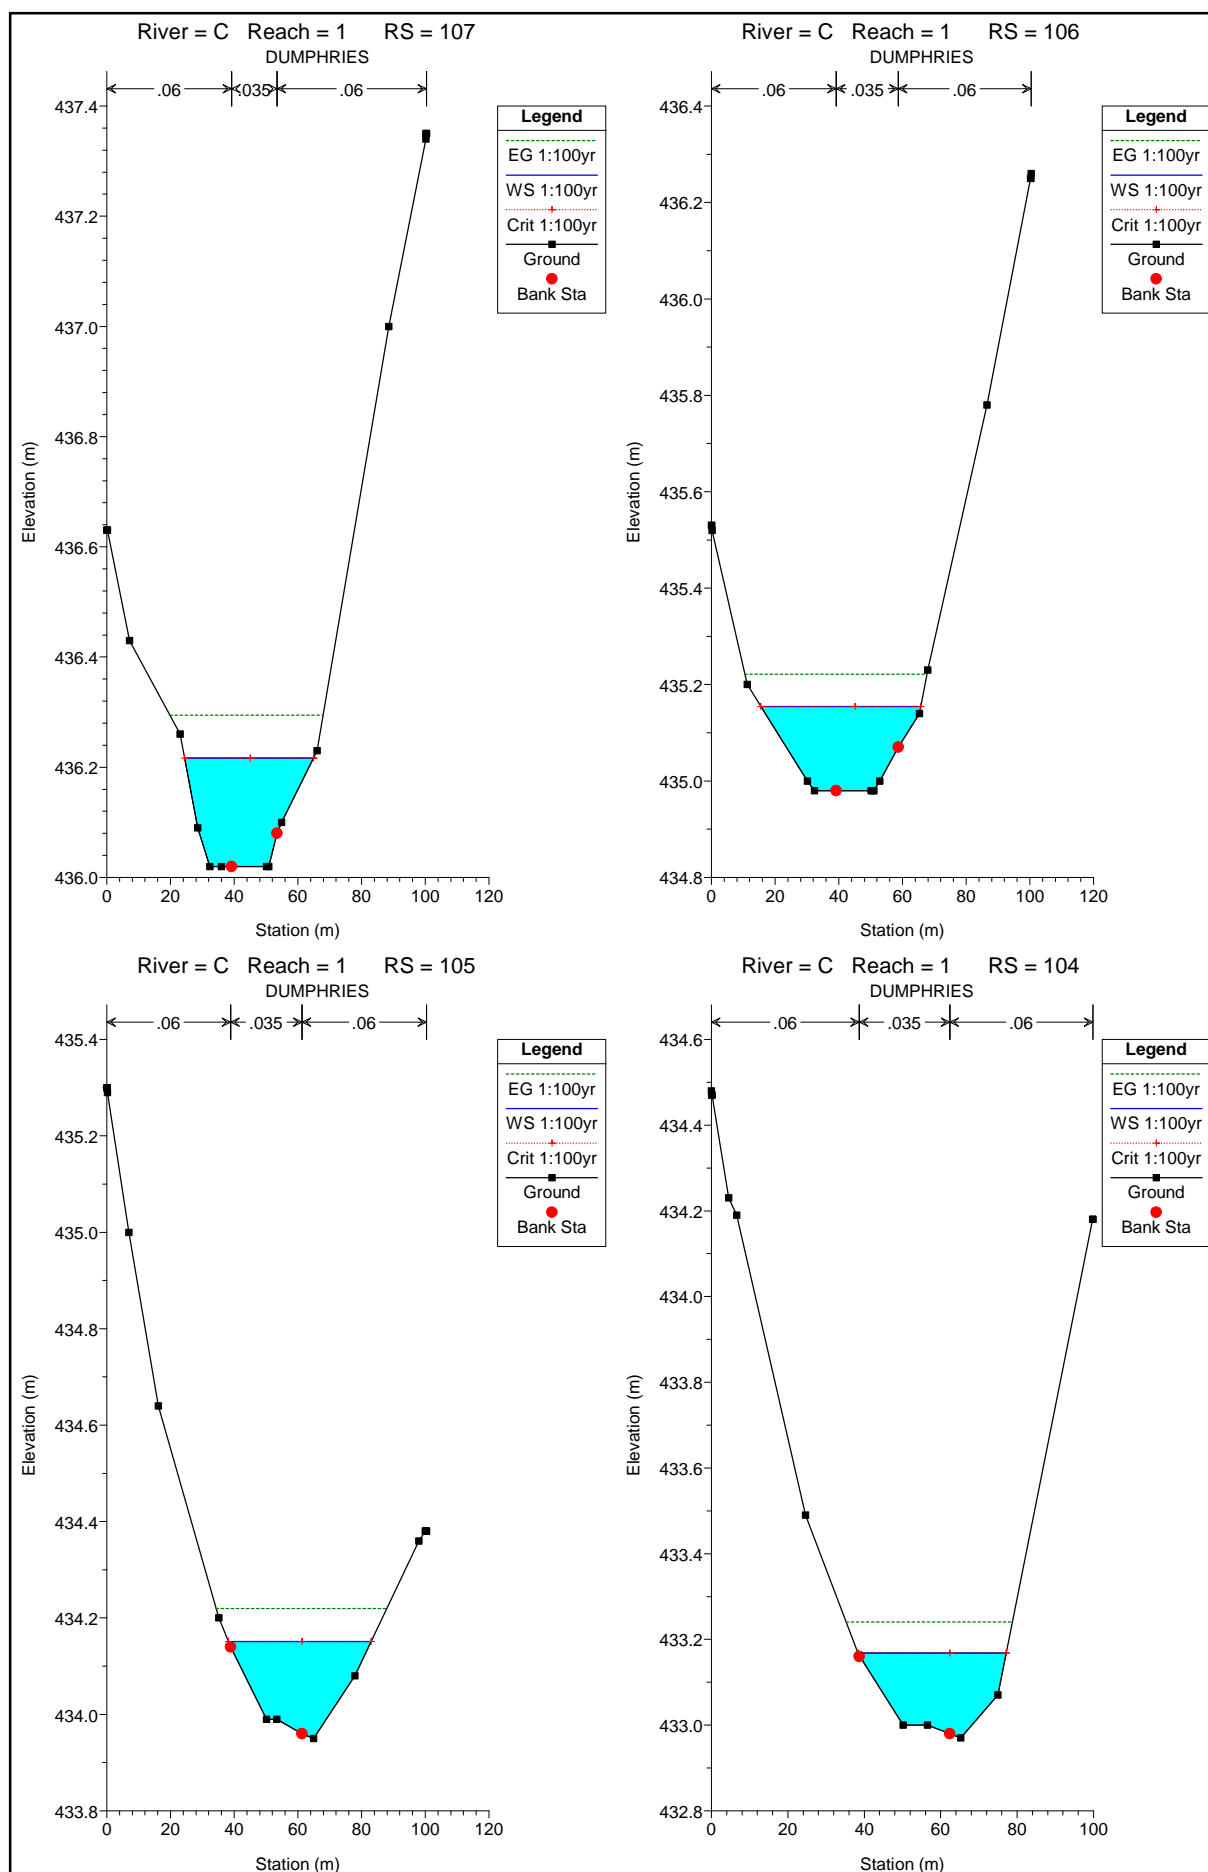 River = C Reach = 1 RS = 107
DUMPHRIES
.06 .035 .06
437.4
437.2
437.0
436.8
436.6
436.4
436.2
436.0
Elevation (m)
0 20 40 60 80 100 120
Station (m)
Legend
EG 1:100yr
WS 1:100yr
Crit 1:100yr
Ground
Bank Sta
River = C Reach = 1 RS = 106
DUMPHRIES
.06 .035 .06
436.4
436.2
436.0
435.8
435.6
435.4
435.2
435.0
434.8
Elevation (m)
0 20 40 60 80 100 120
Station (m)
Legend
EG 1:100yr
WS 1:100yr
Crit 1:100yr
Ground
Bank Sta
River = C Reach = 1 RS = 105
DUMPHRIES
.06 .035 .06
435.4
435.2
435.0
434.8
434.6
434.4
434.2
434.0
433.8
Elevation (m)
0 20 40 60 80 100 120
Station (m)
Legend
EG 1:100yr
WS 1:100yr
Crit 1:100yr
Ground
Bank Sta
River = C Reach = 1 RS = 104
DUMPHRIES
.06 .035 .06
434.6
434.4
434.2
434.0
433.8
433.6
433.4
433.2
433.0
432.8
Elevation (m)
0 20 40 60 80 100
Station (m)
Legend
EG 1:100yr
WS 1:100yr
Crit 1:100yr
Ground
Bank Sta